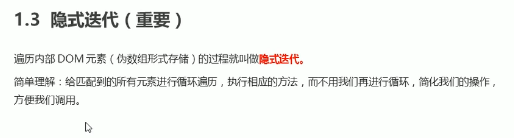 1.3 隐式迭代（重要）
遍历内部 DOM 元素（伪数组形式存储）的过程就叫做隐式迭代。
简单理解：给匹配到的所有元素进行循环遍历，执行相应的方法，而不用我们再进行循环，简化我们的操作，
方便我们调用。